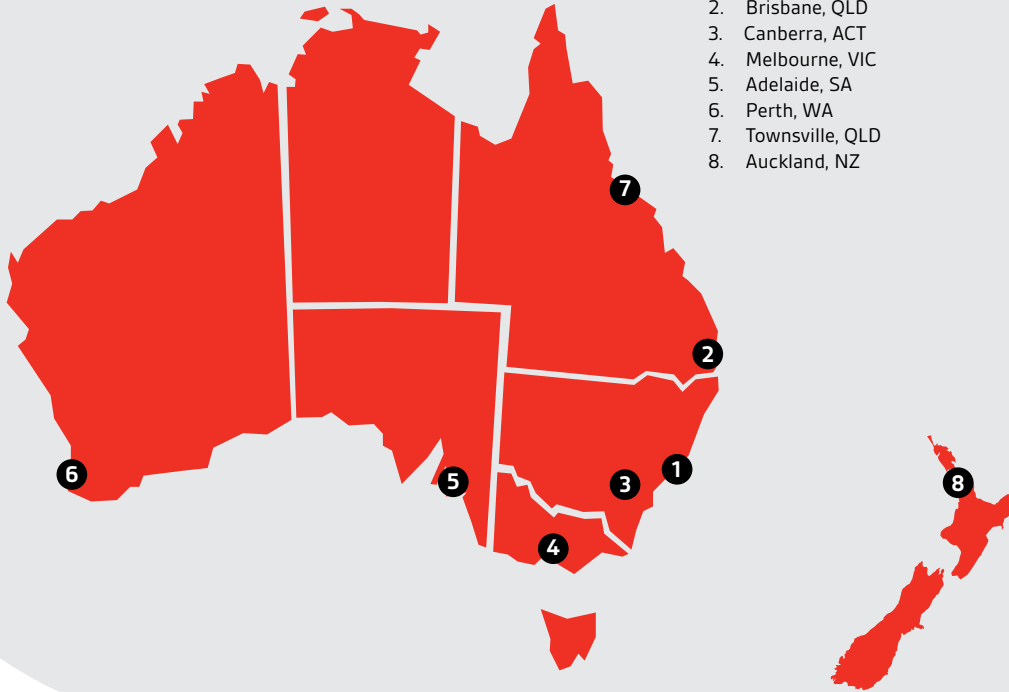 2. Brisbane, QLD
3. Canberra, ACT
4. Melbourne, VIC
5. Adelaide, SA
6. Perth, WA
7. Townsville, QLD
8. Auckland, NZ
7
2
6
5
3
1
8
4